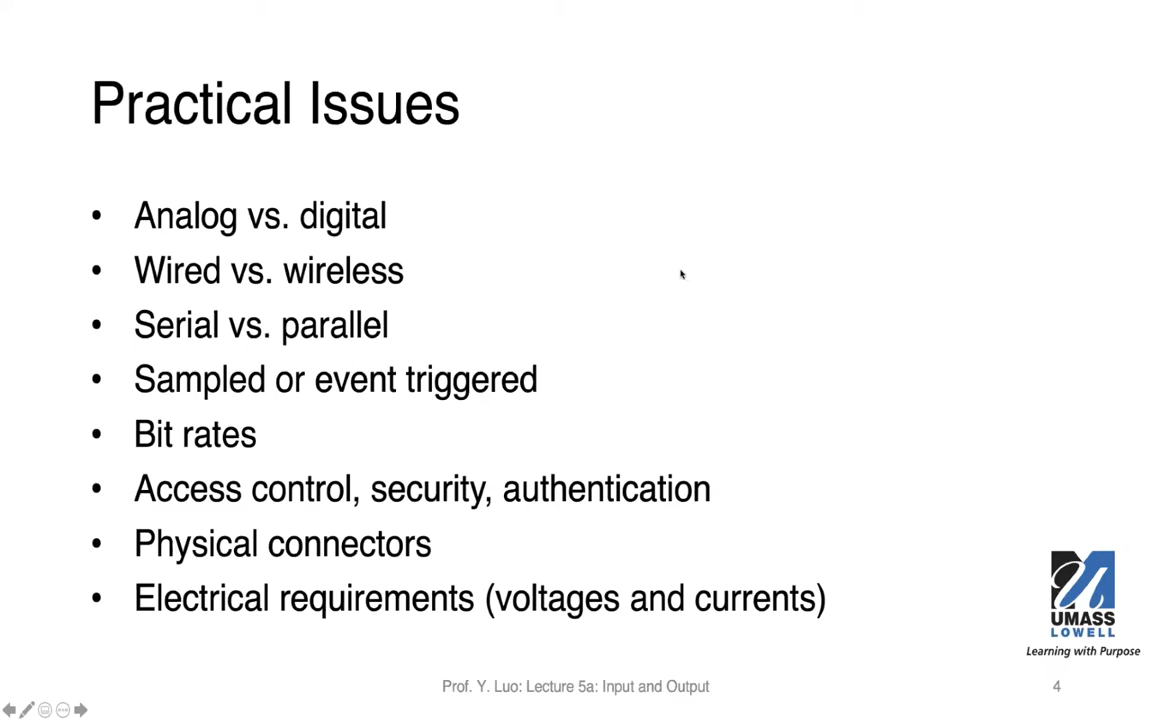 Practical Issues
• Analog vs. digital
• Wired vs. wireless
• Serial vs. parallel
• Sampled or event triggered
• Bit rates
• Access control, security, authentication
• Physical connectors
• Electrical requirements (voltages and currents)
UMASS
LOWELL
Learning with Purpose
Prof. Y. Luo: Lecture 5a: Input and Output
4